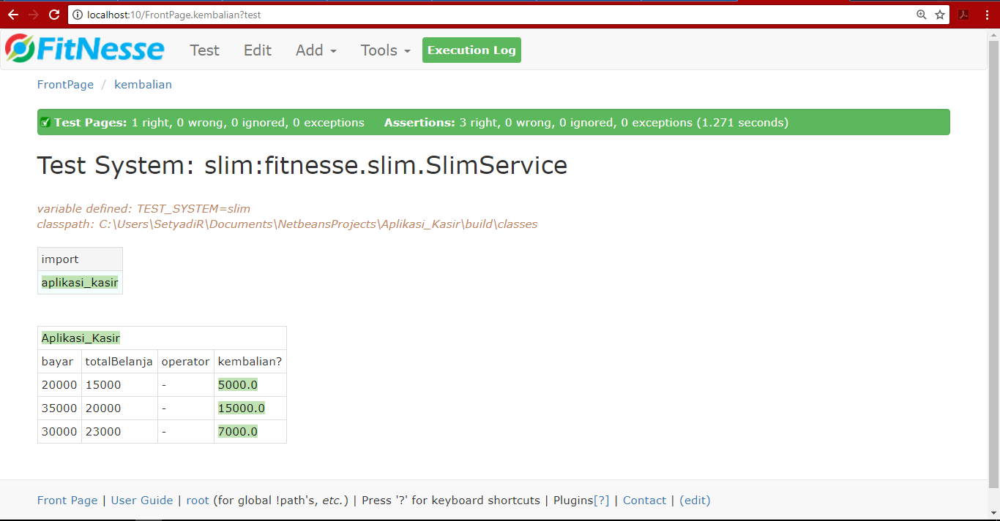 localhost:10/FrontPage.kembalian?test
FitNesse Test Edit Add Tools Execution Log
FrontPage / kembalian
Test Pages: 1 right, 0 wrong, 0 ignored, 0 exceptions Assertions: 3 right, 0 wrong, 0 ignored, 0 exceptions (1.271 seconds)
Test System: slim:fitnesse.slim.SlimService
variable defined: TEST_SYSTEM=slim
classpath: C:\Users\SetyadiR\Documents\NetbeansProjects\Aplikasi_Kasir\build\classes
import
aplikasi_kasir
Aplikasi_Kasir
bayar totalBelanja operator kembalian?
20000 15000 - 5000.0
35000 20000 - 15000.0
30000 23000 - 7000.0
Front Page | User Guide | root (for global !path's, etc.) | Press '?' for keyboard shortcuts | Plugins[?] | Contact | (edit)